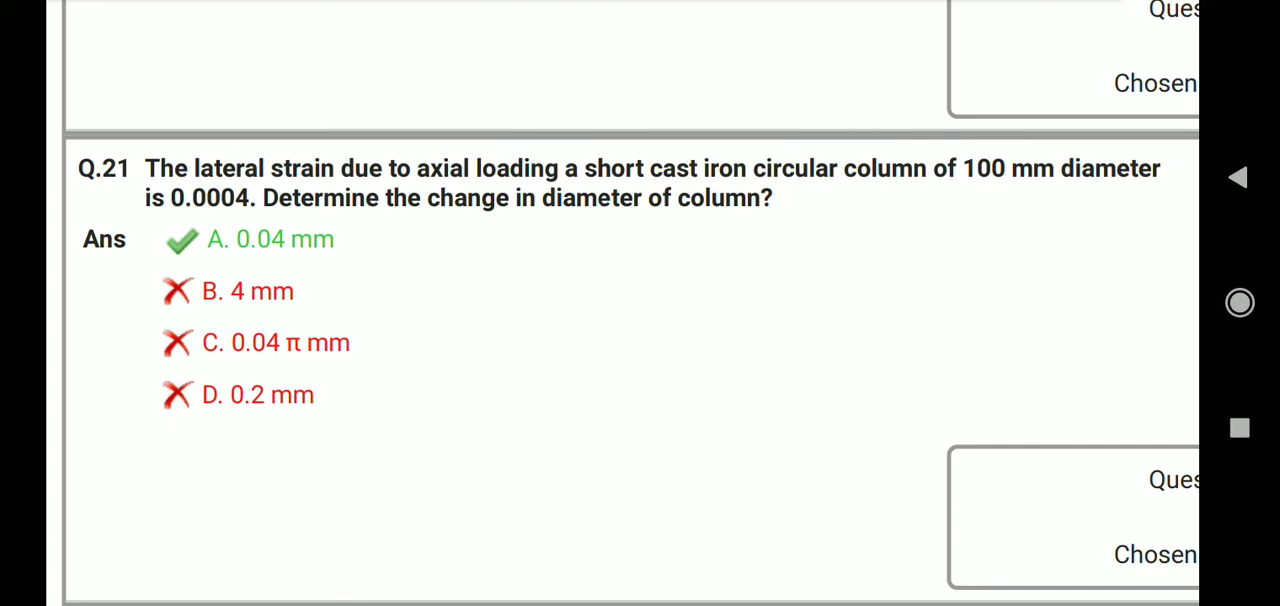 Ques
Chosen
Q.21 The lateral strain due to axial loading a short cast iron circular column of 100 mm diameter
is 0.0004. Determine the change in diameter of column?
Ans A. 0.04 mm
B. 4 mm
C. 0.04 π mm
D. 0.2 mm
Ques
Chosen